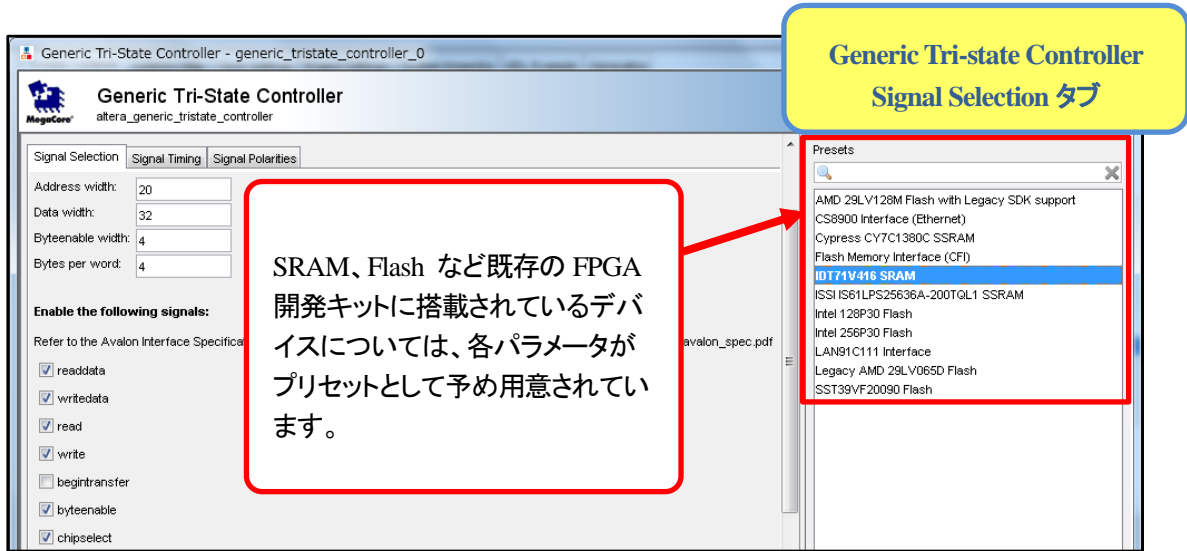 Generic Tri-State Controller - generic_tristate_controller_0
Generic Tri-state Controller
Signal Selection タブ
MegaCore'
Generic Tri-State Controller
altera_generic_tristate_controller
Signal Selection
Signal Timing
Signal Polarities
Address width:
20
Data width:
32
Byteenable width:
4
Bytes per word:
4
Enable the following signals:
Refer to the Avalon Interface Specifica
avalon_spec.pdf
readdata
writedata
read
write
begintransfer
byteenable
chipselect
SRAM、Flash など既存の FPGA
開発キットに搭載されているデバ
イスについては、各パラメータが
プリセットとして予め用意されてい
ます。
Presets
AMD 29LV128M Flash with Legacy SDK support
CS8900 Interface (Ethernet)
Cypress CY7C1380C SSRAM
Flash Memory Interface (CFI)
IDT71V416 SRAM
ISSI IS61LPS25636A-200TQL1 SSRAM
Intel 128P30 Flash
Intel 256P30 Flash
LAN91C111 Interface
Legacy AMD 29LV065D Flash
SST39VF20090 Flash